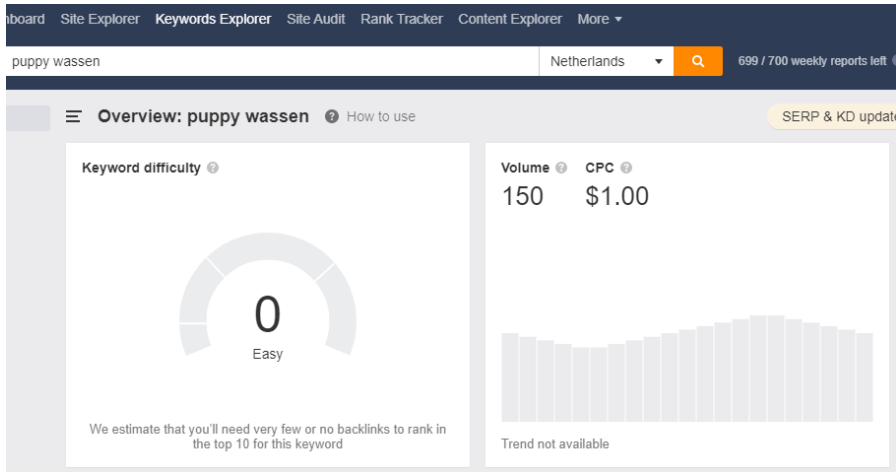 Site Explorer Keywords Explorer Site Audit Rank Tracker Content Explorer More
puppy wassen Netherlands 699 / 700 weekly reports left
Overview: puppy wassen How to use SERP & KD
Keyword difficulty
0
Easy
We estimate that you'll need very few or no backlinks to rank in
the top 10 for this keyword
Volume CPC
150 $1.00
Trend not available